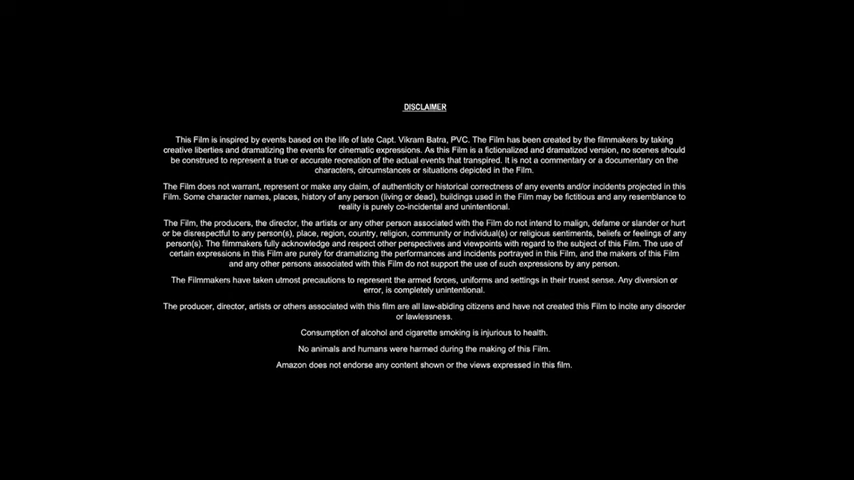 DISCLAIMER
This Film is inspired by events based on the life of late Capt. Vikram Batra, PVC. The Film has been created by the filmmakers by taking
creative liberties and dramatizing the events for cinematic expressions. As this Film is a fictionalized and dramatized version, no scenes should
be construed to represent a true or accurate recreation of the actual events that transpired. It is not a commentary or a documentary on the
characters, circumstances or situations depicted in the Film.
The Film does not warrant, represent or make any claim, of authenticity or historical correctness of any events and/or incidents projected in this
Film. Some character names, places, history of any person (living or dead), buildings used in the Film may be fictitious and any resemblance to
reality is purely co-incidental and unintentional.
The Film, the producers, the director, the artists or any other person associated with the Film do not intend to malign, defame or slander or hurt
or be disrespectful to any person(s), place, region, country, religion, community or individual(s) or religious sentiments, beliefs or feelings of any
person(s). The filmmakers fully acknowledge and respect other perspectives and viewpoints with regard to the subject of this Film. The use of
certain expressions in this Film are purely for dramatizing the performances and incidents portrayed in this Film, and the makers of this Film
and any other persons associated with this Film do not support the use of such expressions by any person.
The Filmmakers have taken utmost precautions to represent the armed forces, uniforms and settings in their truest sense. Any diversion or
error, is completely unintentional.
The producer, director, artists or others associated with this film are all law-abiding citizens and have not created this Film to incite any disorder
or lawlessness.
Consumption of alcohol and cigarette smoking is injurious to health.
No animals and humans were harmed during the making of this Film.
Amazon does not endorse any content shown or the views expressed in this film.